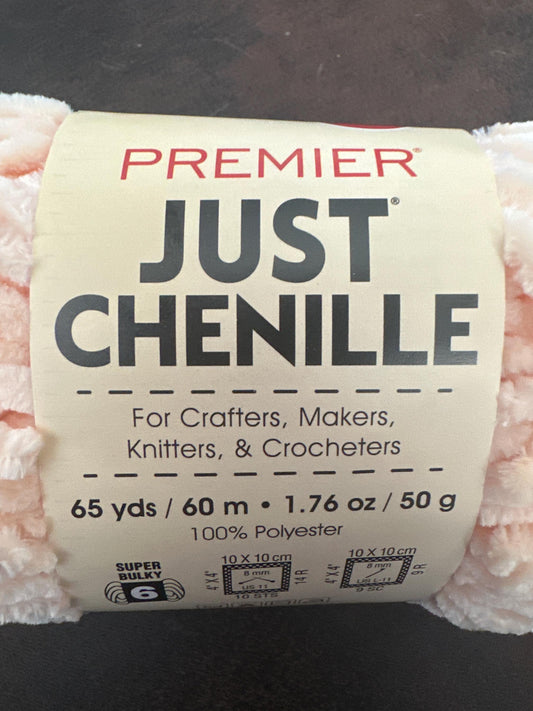 PREMIER®
JUST®
CHENILLE
For Crafters, Makers,
Knitters, & Crocheters
65 yds / 60 m • 1.76 oz / 50 g
100% Polyester
SUPER
BULKY
6
10 X 10 cm
4"X4"
8 mm
US 11
14 R
10 STS
10 X 10 cm
4"X4"
8 mm
US L-11
9 R
9 SC